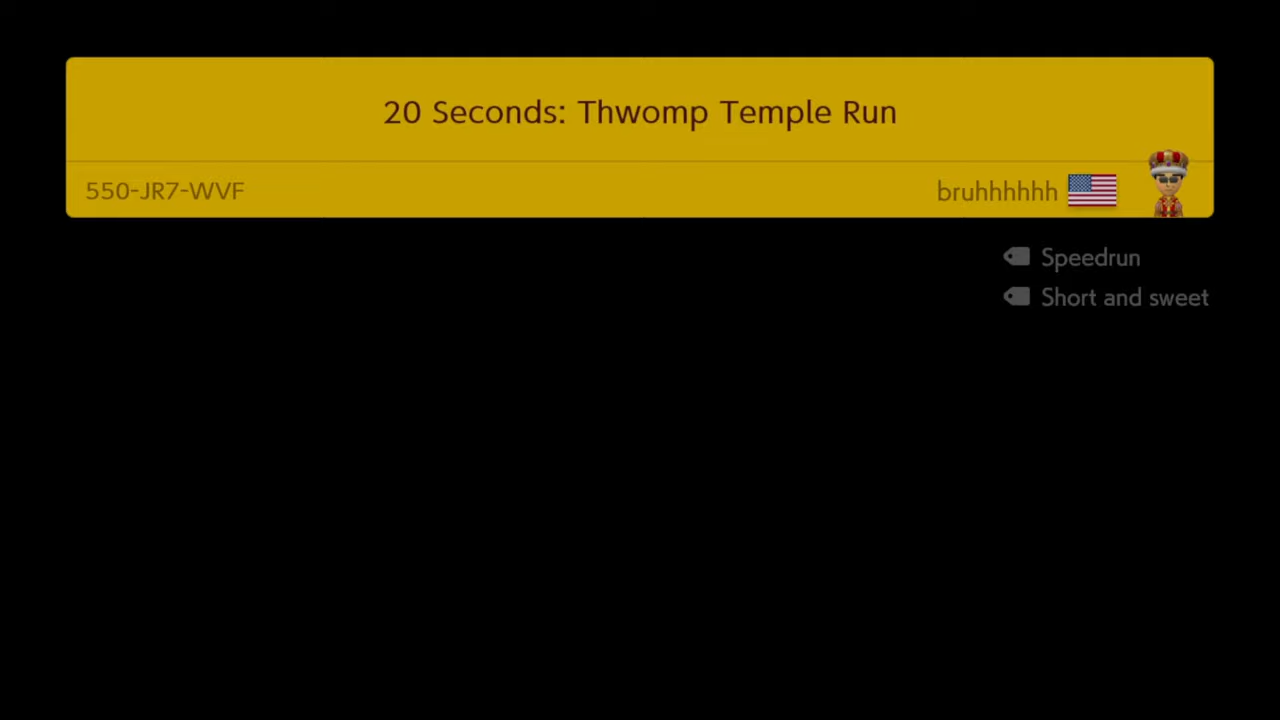 20 Seconds: Thwomp Temple Run
550-JR7-WVF
bruhhhhhh
Speedrun
Short and sweet